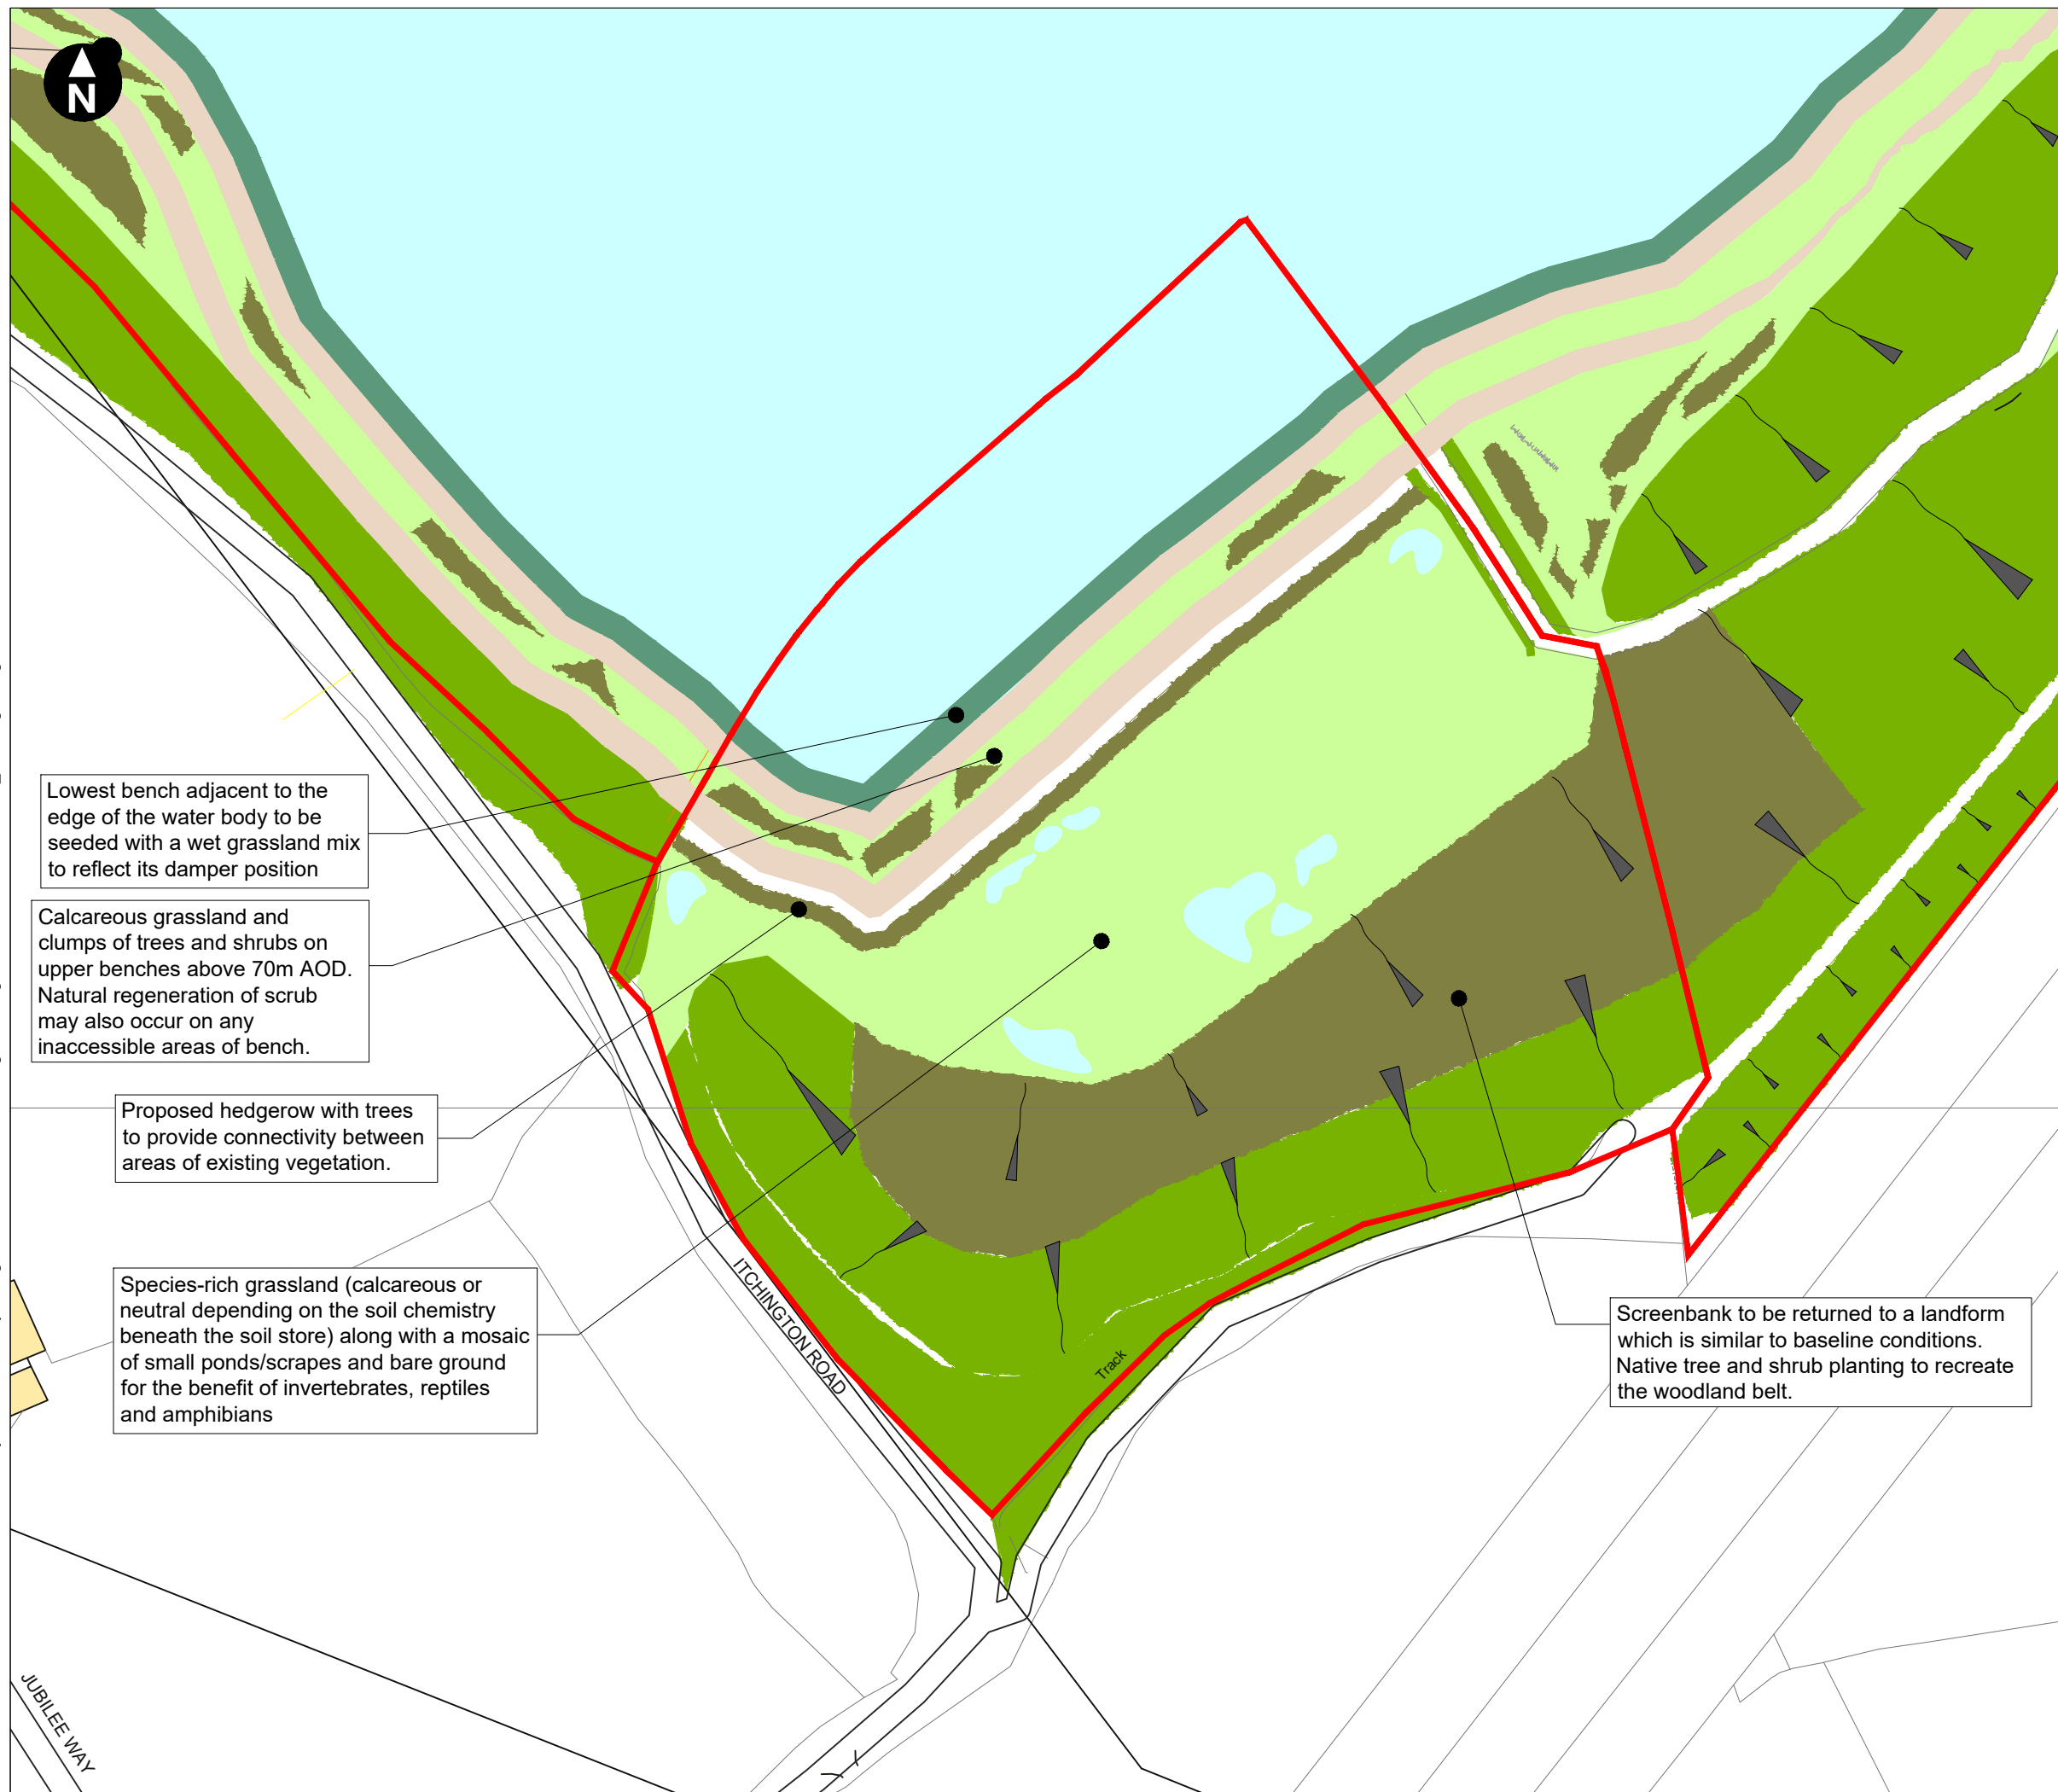 N
Lowest bench adjacent to the
edge of the water body to be
seeded with a wet grassland mix
to reflect its damper position
Calcareous grassland and
clumps of trees and shrubs on
upper benches above 70m AOD.
Natural regeneration of scrub
may also occur on any
inaccessible areas of bench.
Proposed hedgerow with trees
to provide connectivity between
areas of existing vegetation.
Species-rich grassland (calcareous or
neutral depending on the soil chemistry
beneath the soil store) along with a mosaic
of small ponds/scrapes and bare ground
for the benefit of invertebrates, reptiles
and amphibians
Screenbank to be returned to a landform
which is similar to baseline conditions.
Native tree and shrub planting to recreate
the woodland belt.
ITCHINGTON ROAD
Track
JUBILEE WAY